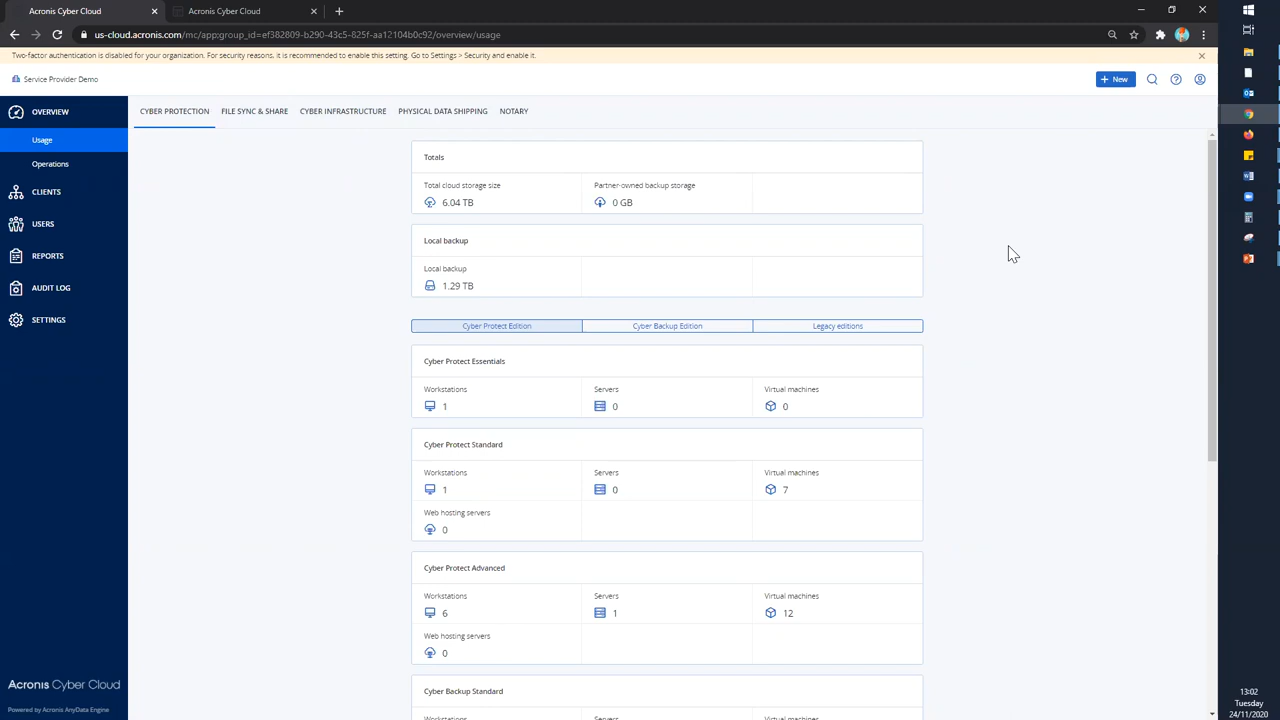 Acronis Cyber Cloud
Acronis Cyber Cloud
us-cloud.acronis.com/mc/app;group_id=ef382809-b290-43c5-825f-aa12104b0c92/overview/usage
Two-factor authentication is disabled for your organization. For security reasons, it is recommended to enable this setting. Go to Settings > Security and enable it.
Service Provider Demo
New
OVERVIEW
Usage
Operations
CLIENTS
USERS
REPORTS
AUDIT LOG
SETTINGS
CYBER PROTECTION
FILE SYNC & SHARE
CYBER INFRASTRUCTURE
PHYSICAL DATA SHIPPING
NOTARY
Totals
Total cloud storage size
6.04 TB
Partner-owned backup storage
0 GB
Local backup
Local backup
1.29 TB
Cyber Protect Edition
Cyber Backup Edition
Legacy editions
Cyber Protect Essentials
Workstations
1
Servers
0
Virtual machines
0
Cyber Protect Standard
Workstations
1
Servers
0
Virtual machines
7
Web hosting servers
0
Cyber Protect Advanced
Workstations
6
Servers
1
Virtual machines
12
Web hosting servers
0
Cyber Backup Standard
Workstations
Servers
Virtual machines
Acronis Cyber Cloud
Powered by Acronis AnyData Engine
13:02
Tuesday
24/11/2020